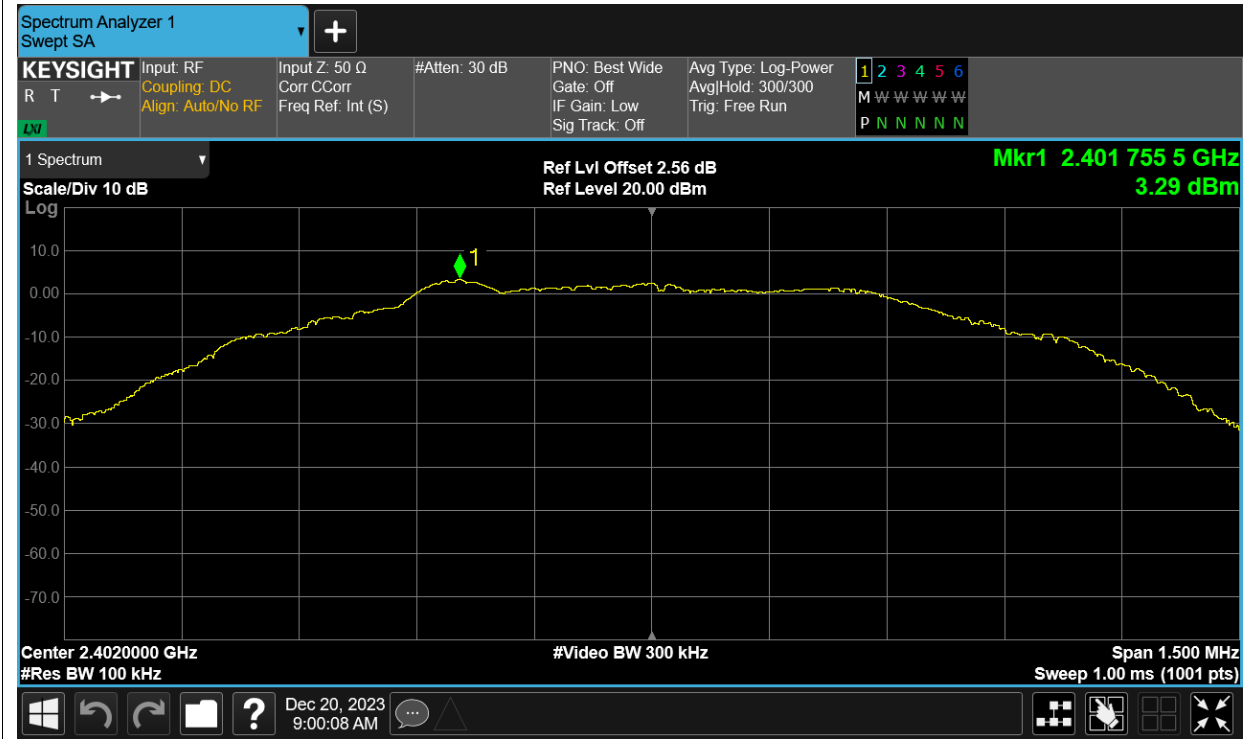 Spectrum Analyzer 1
Swept SA
KEYSIGHT
R T
LXI
Input: RF
Coupling: DC
Align: Auto/No RF
Input Z: 50 Ω
Corr CCorr
Freq Ref: Int (S)
#Atten: 30 dB
PNO: Best Wide
Gate: Off
IF Gain: Low
Sig Track: Off
Avg Type: Log-Power
Avg|Hold: 300/300
Trig: Free Run
1 2 3 4 5 6
M W W W W W
P N N N N N
1 Spectrum
Scale/Div 10 dB
Ref Lvl Offset 2.56 dB
Ref Level 20.00 dBm
Mkr1 2.401 755 5 GHz
3.29 dBm
Log
10.0
0.00
-10.0
-20.0
-30.0
-40.0
-50.0
-60.0
-70.0
1
Center 2.4020000 GHz
#Res BW 100 kHz
#Video BW 300 kHz
Span 1.500 MHz
Sweep 1.00 ms (1001 pts)
?
Dec 20, 2023
9:00:08 AM